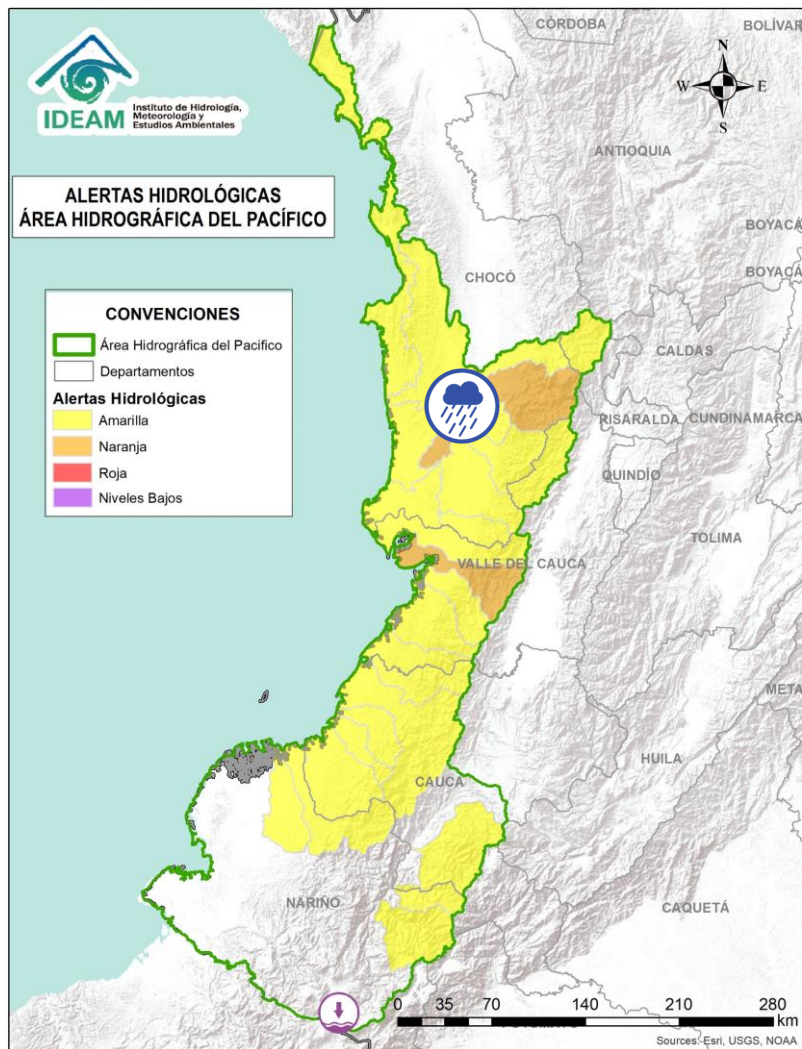 CÓRDOBA
BOLÍVAR
IDEAM
Instituto de Hidrología,
Meteorología y
Estudios Ambientales
N
W
E
S
ANTIOQUIA
ALERTAS HIDROLÓGICAS
ÁREA HIDROGRÁFICA DEL PACÍFICO
BOYACÁ
BOYACÁ
CHOCÓ
CONVENCIONES
Área Hidrográfica del Pacifico
Departamentos
Alertas Hidrológicas
Amarilla
Naranja
Roja
Niveles Bajos
CALDAS
RISARALDA
CUNDINAMARCA
QUINDÍO
TOLIMA
VALLE DEL CAUCA
META
HUILA
CAUCA
NARIÑO
CAQUETÁ
0 35 70 140 210 280
km
Sources: Esri, USGS, NOAA